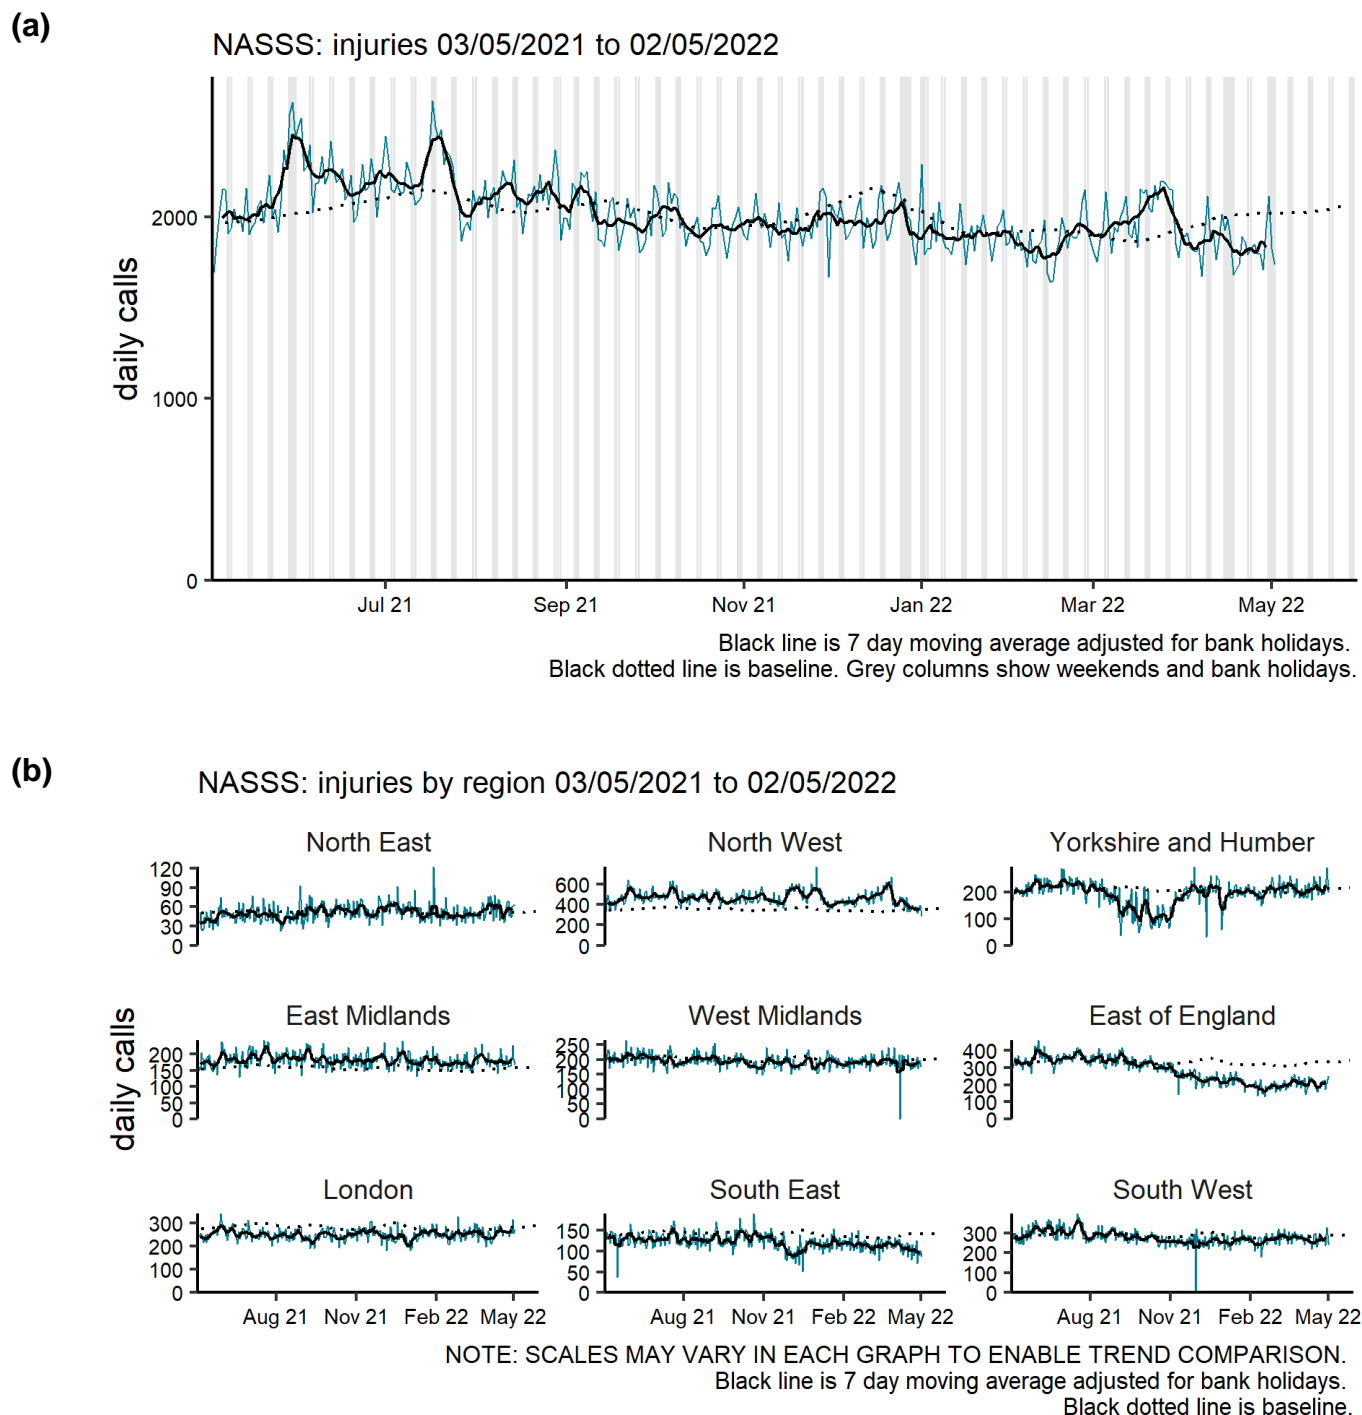 (a)
NASSS: injuries 03/05/2021 to 02/05/2022
daily calls
2000
1000
0
Jul 21 Sep 21 Nov 21 Jan 22 Mar 22 May 22
Black line is 7 day moving average adjusted for bank holidays.
Black dotted line is baseline. Grey columns show weekends and bank holidays.
(b)
NASSS: injuries by region 03/05/2021 to 02/05/2022
daily calls
North East
120
90
60
30
0
North West
600
400
200
0
Yorkshire and Humber
200
100
0
East Midlands
200
150
100
50
0
West Midlands
250
200
150
100
50
0
East of England
400
300
200
100
0
London
300
200
100
0
South East
150
100
50
0
South West
300
200
100
0
Aug 21 Nov 21 Feb 22 May 22
Aug 21 Nov 21 Feb 22 May 22
Aug 21 Nov 21 Feb 22 May 22
NOTE: SCALES MAY VARY IN EACH GRAPH TO ENABLE TREND COMPARISON.
Black line is 7 day moving average adjusted for bank holidays.
Black dotted line is baseline.